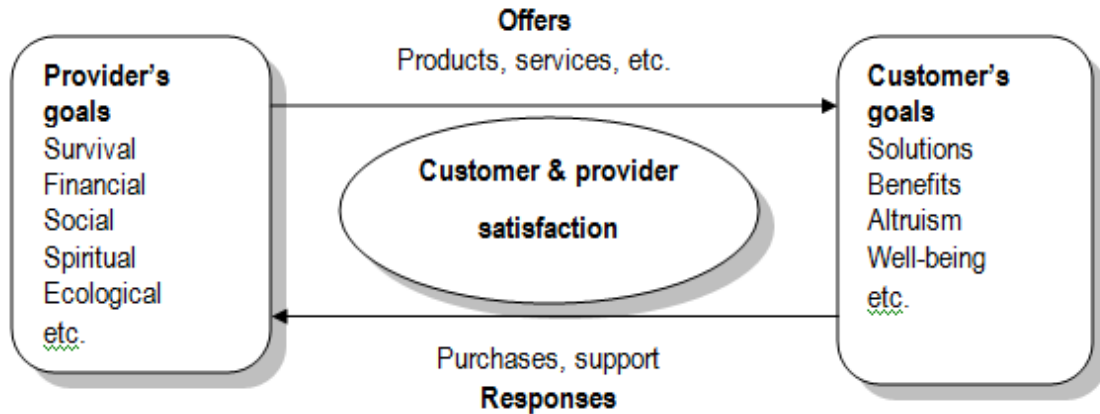 Offers
Products, services, etc.
Provider's
goals
Survival
Financial
Social
Spiritual
Ecological
etc.
Customer & provider
satisfaction
Customer's
goals
Solutions
Benefits
Altruism
Well-being
etc.
Purchases, support
Responses